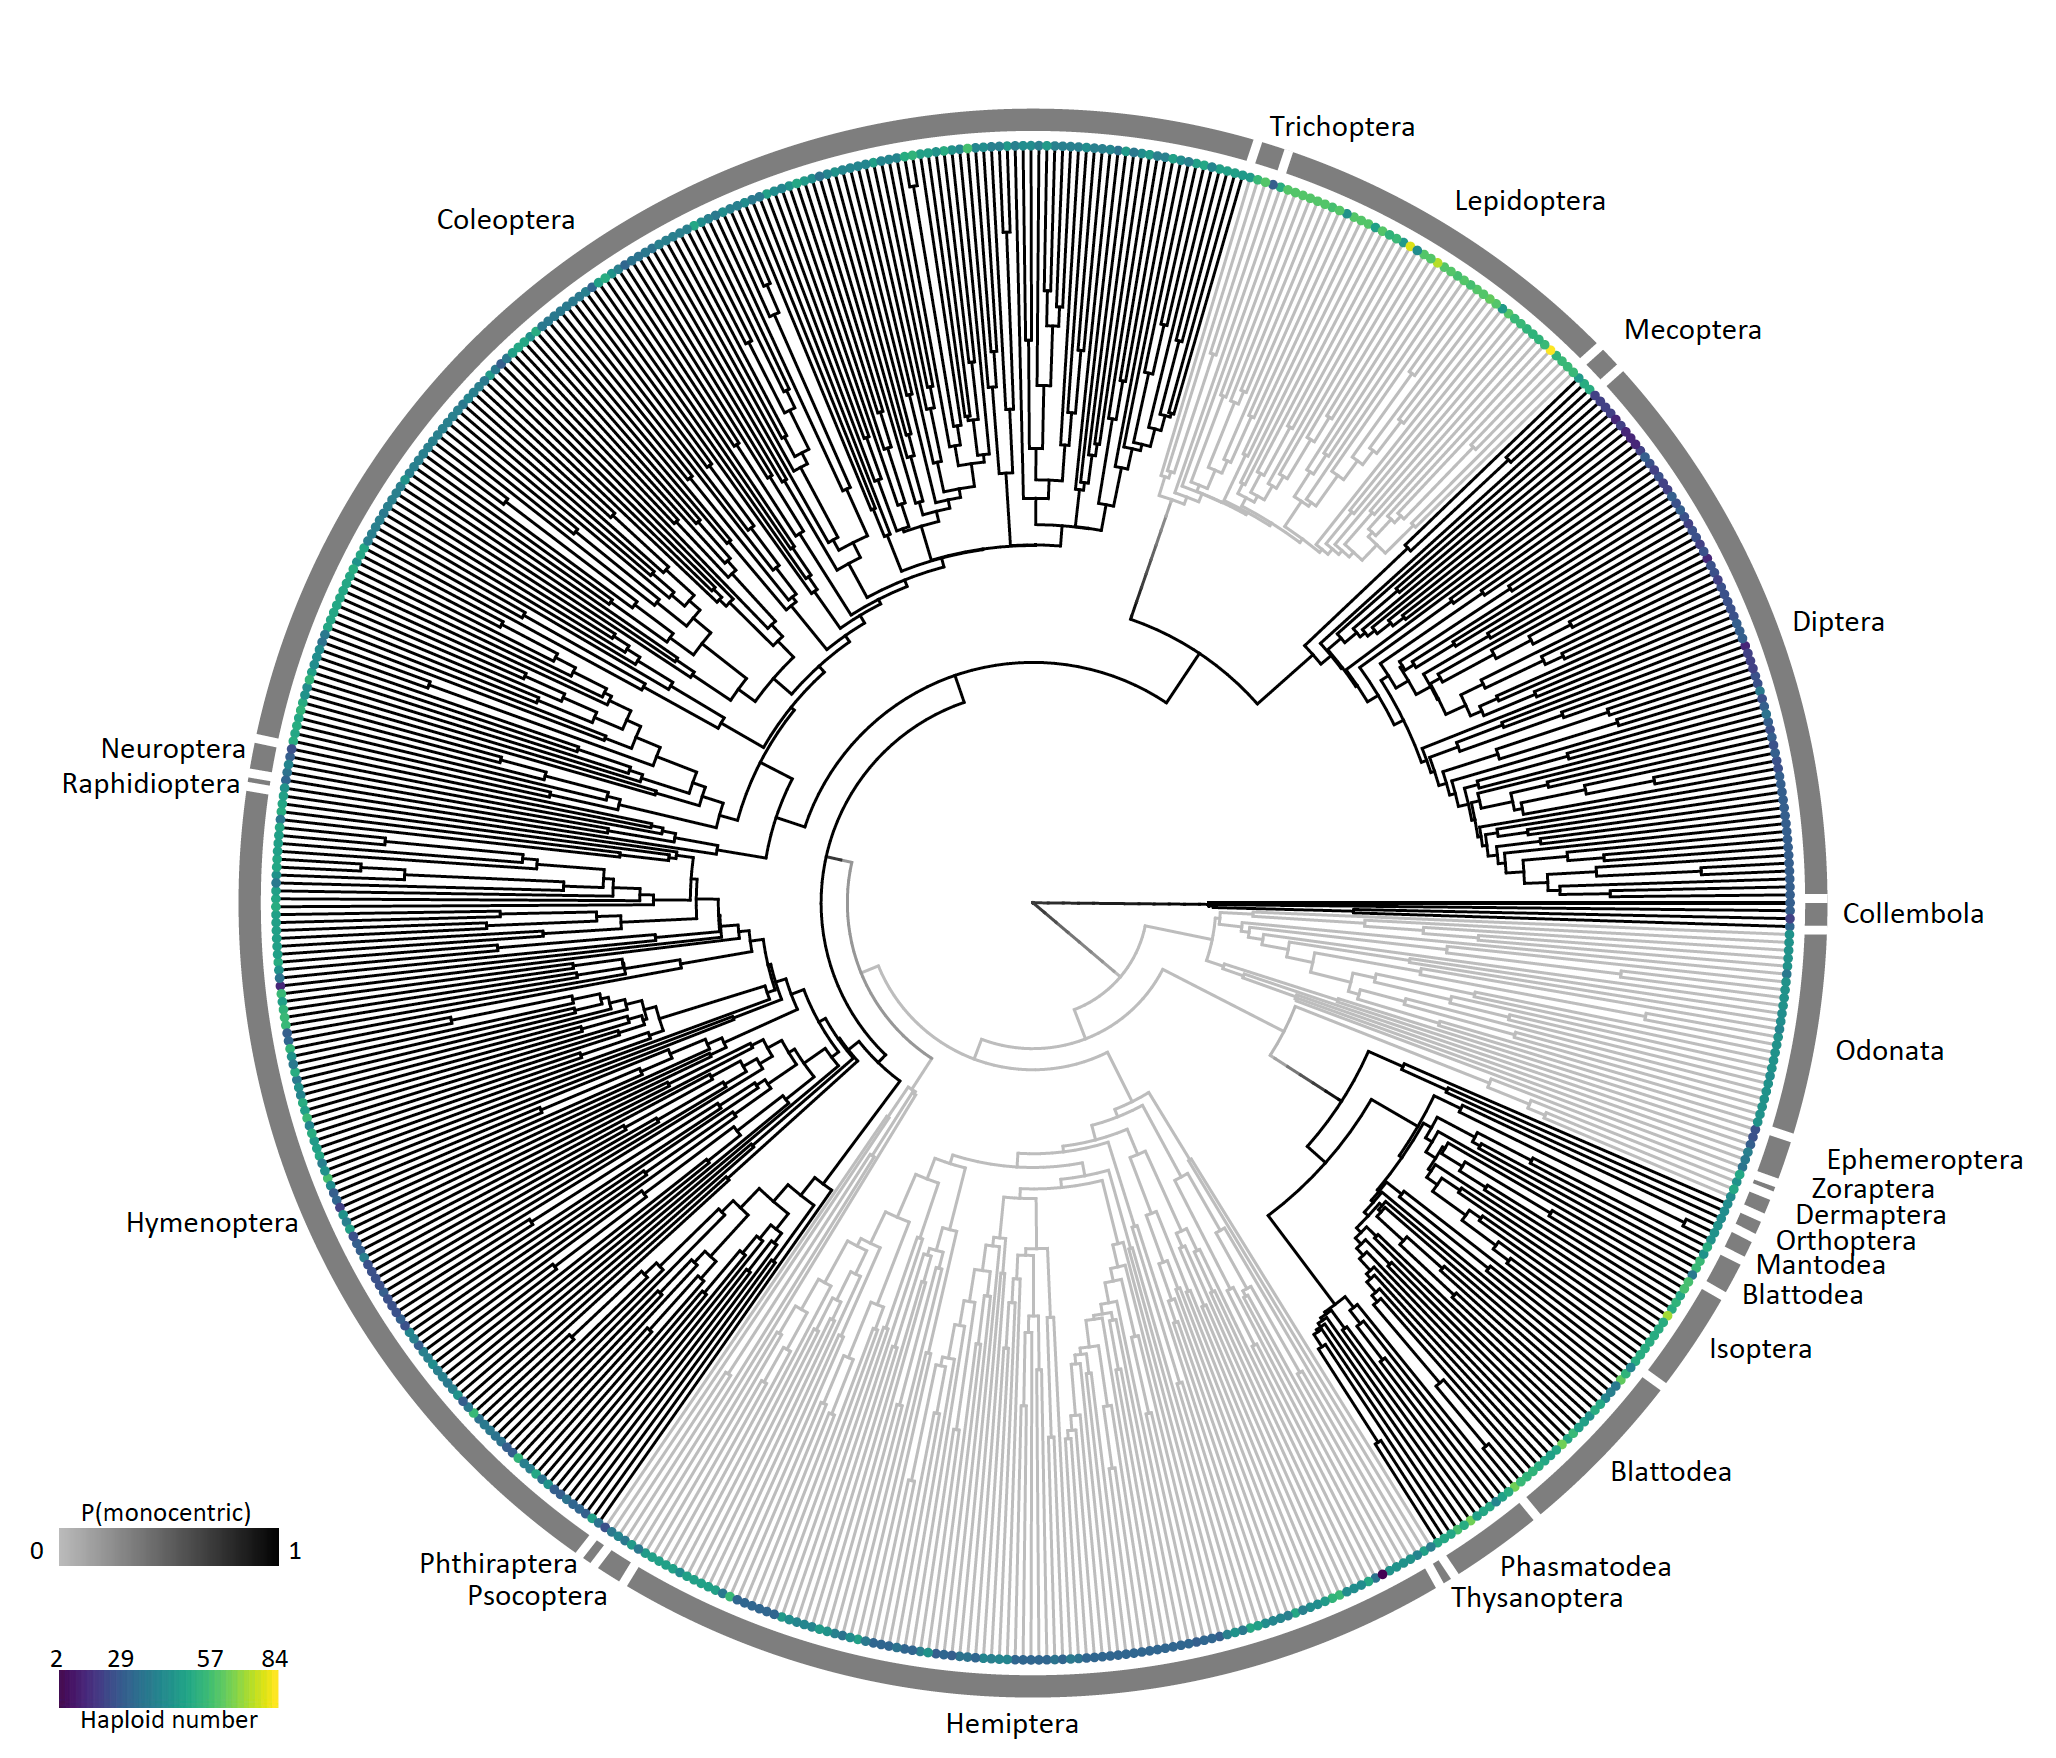 Trichoptera
Lepidoptera
Coleoptera
Mecoptera
Diptera
Neuroptera
Raphidioptera
Collembola
Odonata
Ephemeroptera
Zoraptera
Dermaptera
Orthoptera
Mantodea
Blattodea
Isoptera
Hymenoptera
Blattodea
Phasmatodea
Thysanoptera
Phthiraptera
Psocoptera
Hemiptera
P(monocentric)
0 1
2 29 57 84
Haploid number